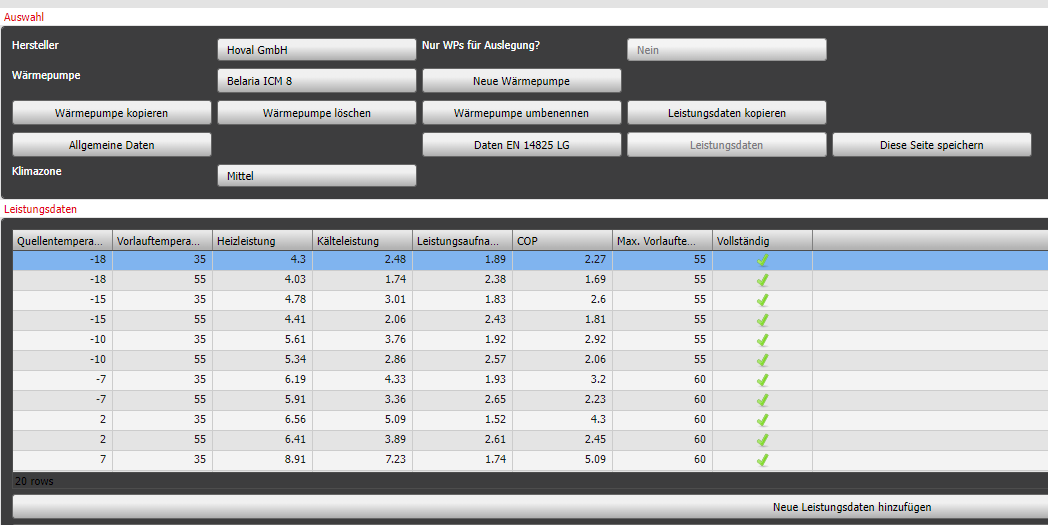 Auswahl
Hersteller Hoval GmbH Nur WPs für Auslegung? Nein
Wärmepumpe Belaria ICM 8 Neue Wärmepumpe
Wärmepumpe kopieren Wärmepumpe löschen Wärmepumpe umbenennen Leistungsdaten kopieren
Allgemeine Daten Daten EN 14825 LG Leistungsdaten Diese Seite speichern
Klimazone Mittel
Leistungsdaten
Quellentempera... Vorlauftempera... Heizleistung Kälteleistung Leistungsaufna... COP Max. Vorlaufte... Vollständig
-18 35 4.3 2.48 1.89 2.27 55
-18 55 4.03 1.74 2.38 1.69 55
-15 35 4.78 3.01 1.83 2.6 55
-15 55 4.41 2.06 2.43 1.81 55
-10 35 5.61 3.76 1.92 2.92 55
-10 55 5.34 2.86 2.57 2.06 55
-7 35 6.19 4.33 1.93 3.2 60
-7 55 5.91 3.36 2.65 2.23 60
2 35 6.56 5.09 1.52 4.3 60
2 55 6.41 3.89 2.61 2.45 60
7 35 8.91 7.23 1.74 5.09 60
20 rows
Neue Leistungsdaten hinzufügen